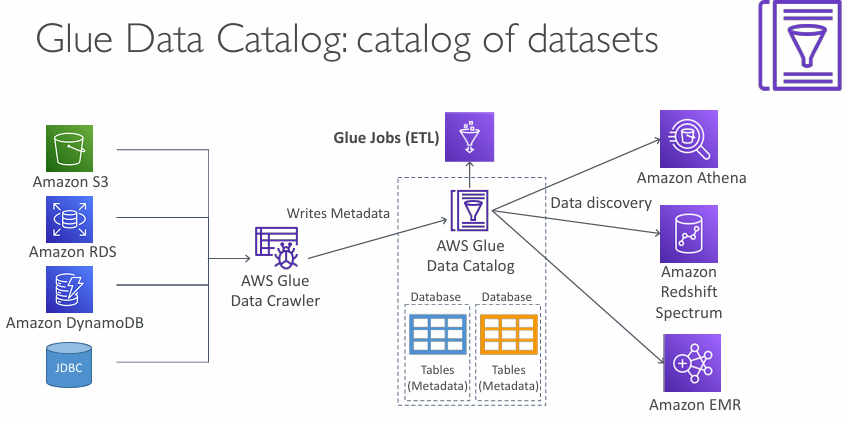 Glue Data Catalog: catalog of datasets
Glue Jobs (ETL)
Amazon S3
Amazon Athena
Writes Metadata
Data discovery
Amazon RDS
AWS Glue
Data Catalog
AWS Glue
Data Crawler
Amazon
Redshift
Spectrum
Database
Database
Amazon DynamoDB
JDBC
Tables
(Metadata)
Tables
(Metadata)
Amazon EMR